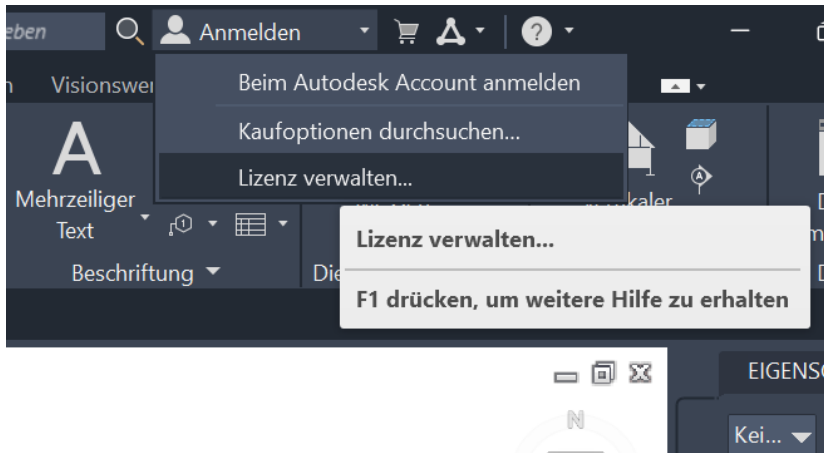 eben
Anmelden
Visionswer
Beim Autodesk Account anmelden
Kaufoptionen durchsuchen...
Lizenz verwalten...
A
Mehrzeiliger
Text
Beschriftung
Die
Lizenz verwalten...
F1 drücken, um weitere Hilfe zu erhalten
N
EIGENS
Kei...